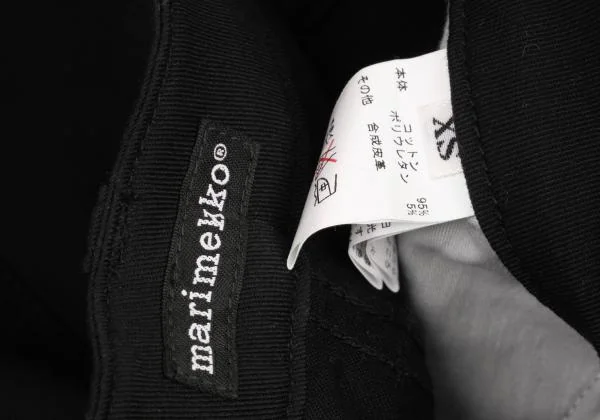 marimekko®
XS
本体 コットン 95%
ポリウレタン 5%
その他 合成皮革